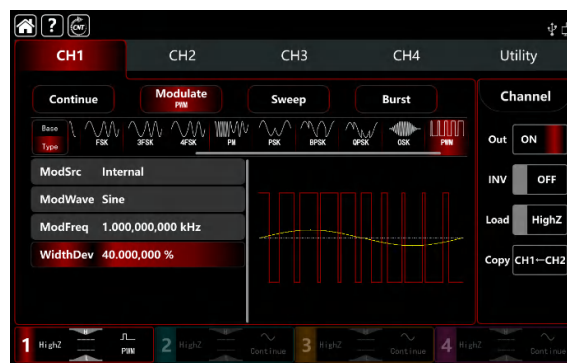 ? CNT
CH1 CH2 CH3 CH4 Utility
Continue Modulate Sweep Burst Channel
PWM
Base
Type
FSK 3FSK 4FSK PM PSK BPSK QPSK OSK PWM
Out ON
ModSrc Internal
INV OFF
ModWave Sine
ModFreq 1.000,000,000 kHz
Load HighZ
WidthDev 40.000,000 %
Copy CH1←CH2
1 HighZ PWM
2 HighZ Continue
3 HighZ Continue
4 HighZ Continue